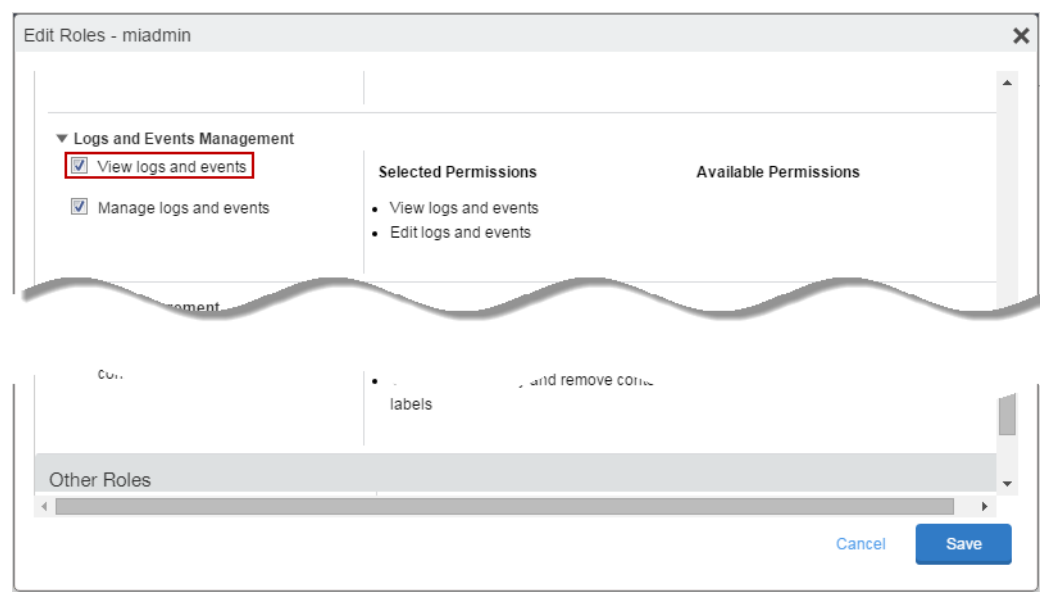 Edit Roles - miadmin
Logs and Events Management
View logs and events
Selected Permissions
Available Permissions
Manage logs and events
View logs and events
Edit logs and events
and remove
labels
Other Roles
Cancel
Save